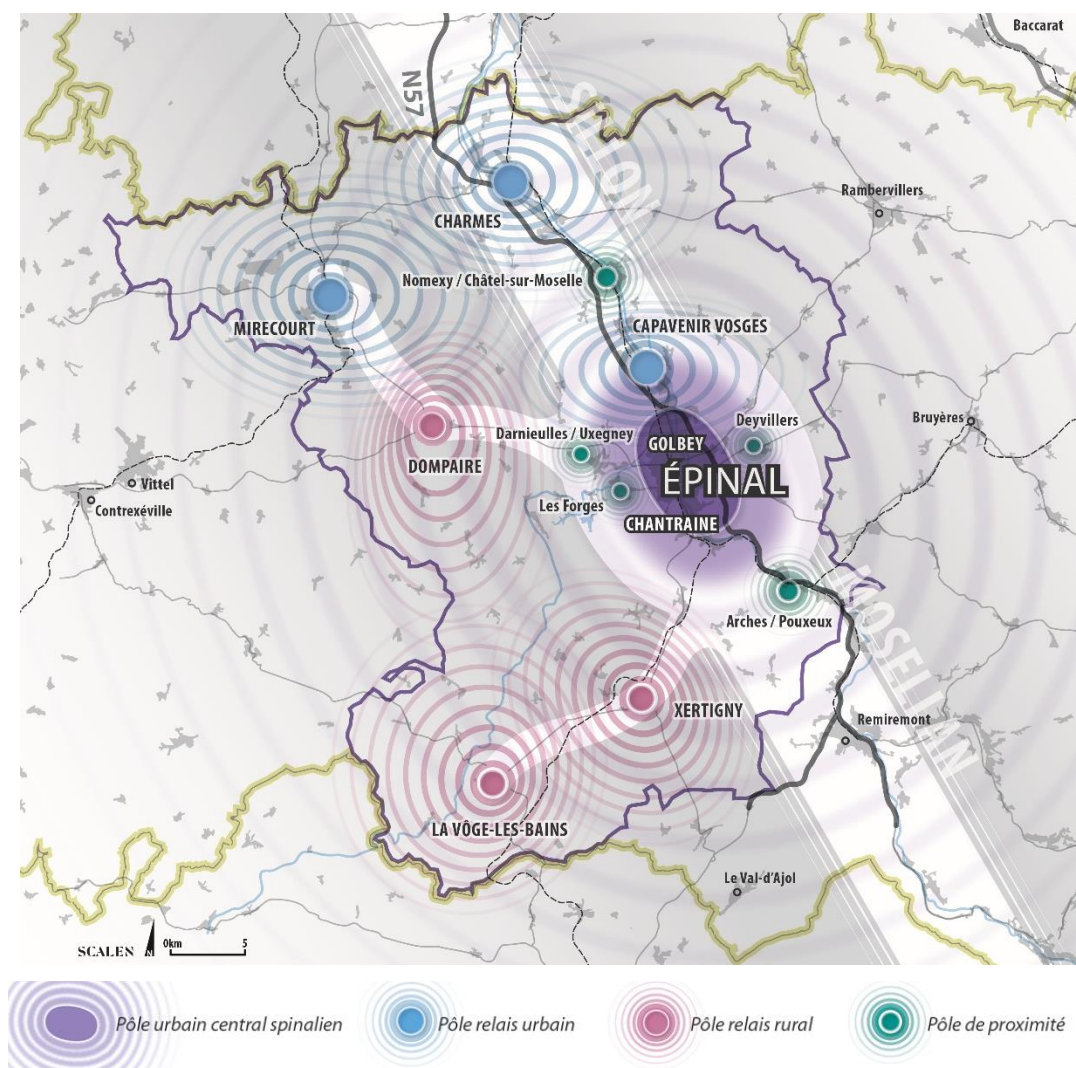 Baccarat
N57
SILLON
Rambervillers
CHARMES
Nomexy / Châtel-sur-Moselle
MIRECOURT
CAPAVENIR VOSGES
Bruyères
Deyvillers
Darnieulles / Uxegney
GOLBEY
DOMPAIRE
ÉPINAL
Vittel
Contrexéville
Les Forges
CHANTRAINE
MOSELLAN
Arches / Pouxeux
XERTIGNY
Remiremont
LA VÔGE-LES-BAINS
Le Val-d'Ajol
SCALEN N 0km 5
Pôle urbain central spinalien
Pôle relais urbain
Pôle relais rural
Pôle de proximité